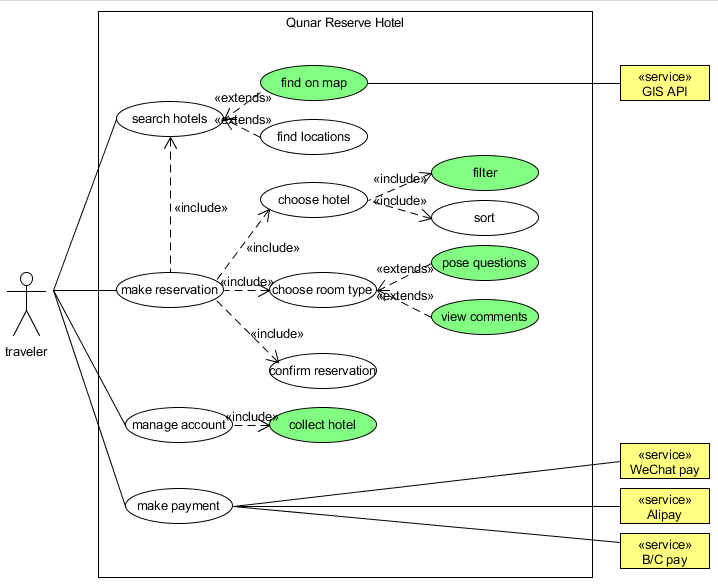 Qunar Reserve Hotel
find on map
«service»
GIS API
«extends»
search hotels
«extends»
find locations
filter
«include»
choose hotel
«include»
«include»
sort
«include»
pose questions
«extends»
traveler
make reservation
«include»
choose room type
«extends»
view comments
«include»
confirm reservation
manage account
«include»
collect hotel
«service»
WeChat pay
make payment
«service»
Alipay
«service»
B/C pay